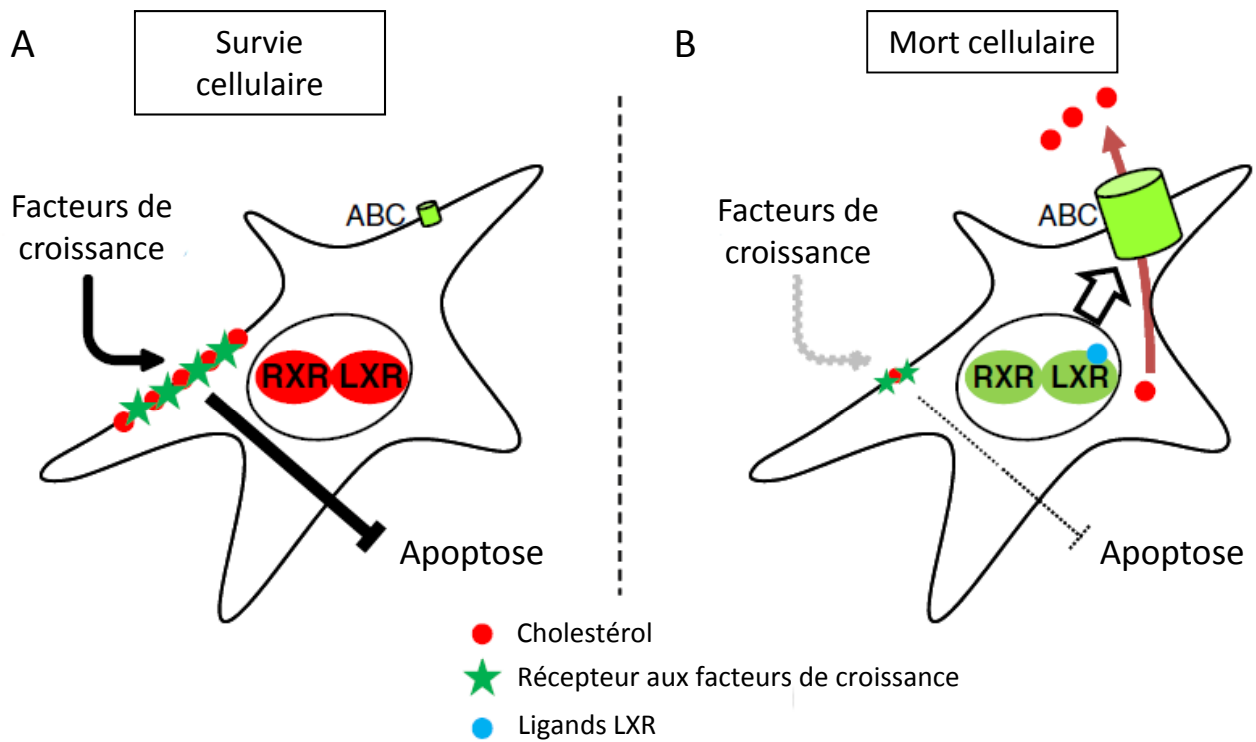 A
Survie
cellulaire
Facteurs de
croissance
ABC
RXR LXR
Apoptose
B
Mort cellulaire
Facteurs de
croissance
ABC
RXR LXR
Apoptose
Cholestérol
Récepteur aux facteurs de croissance
Ligands LXR